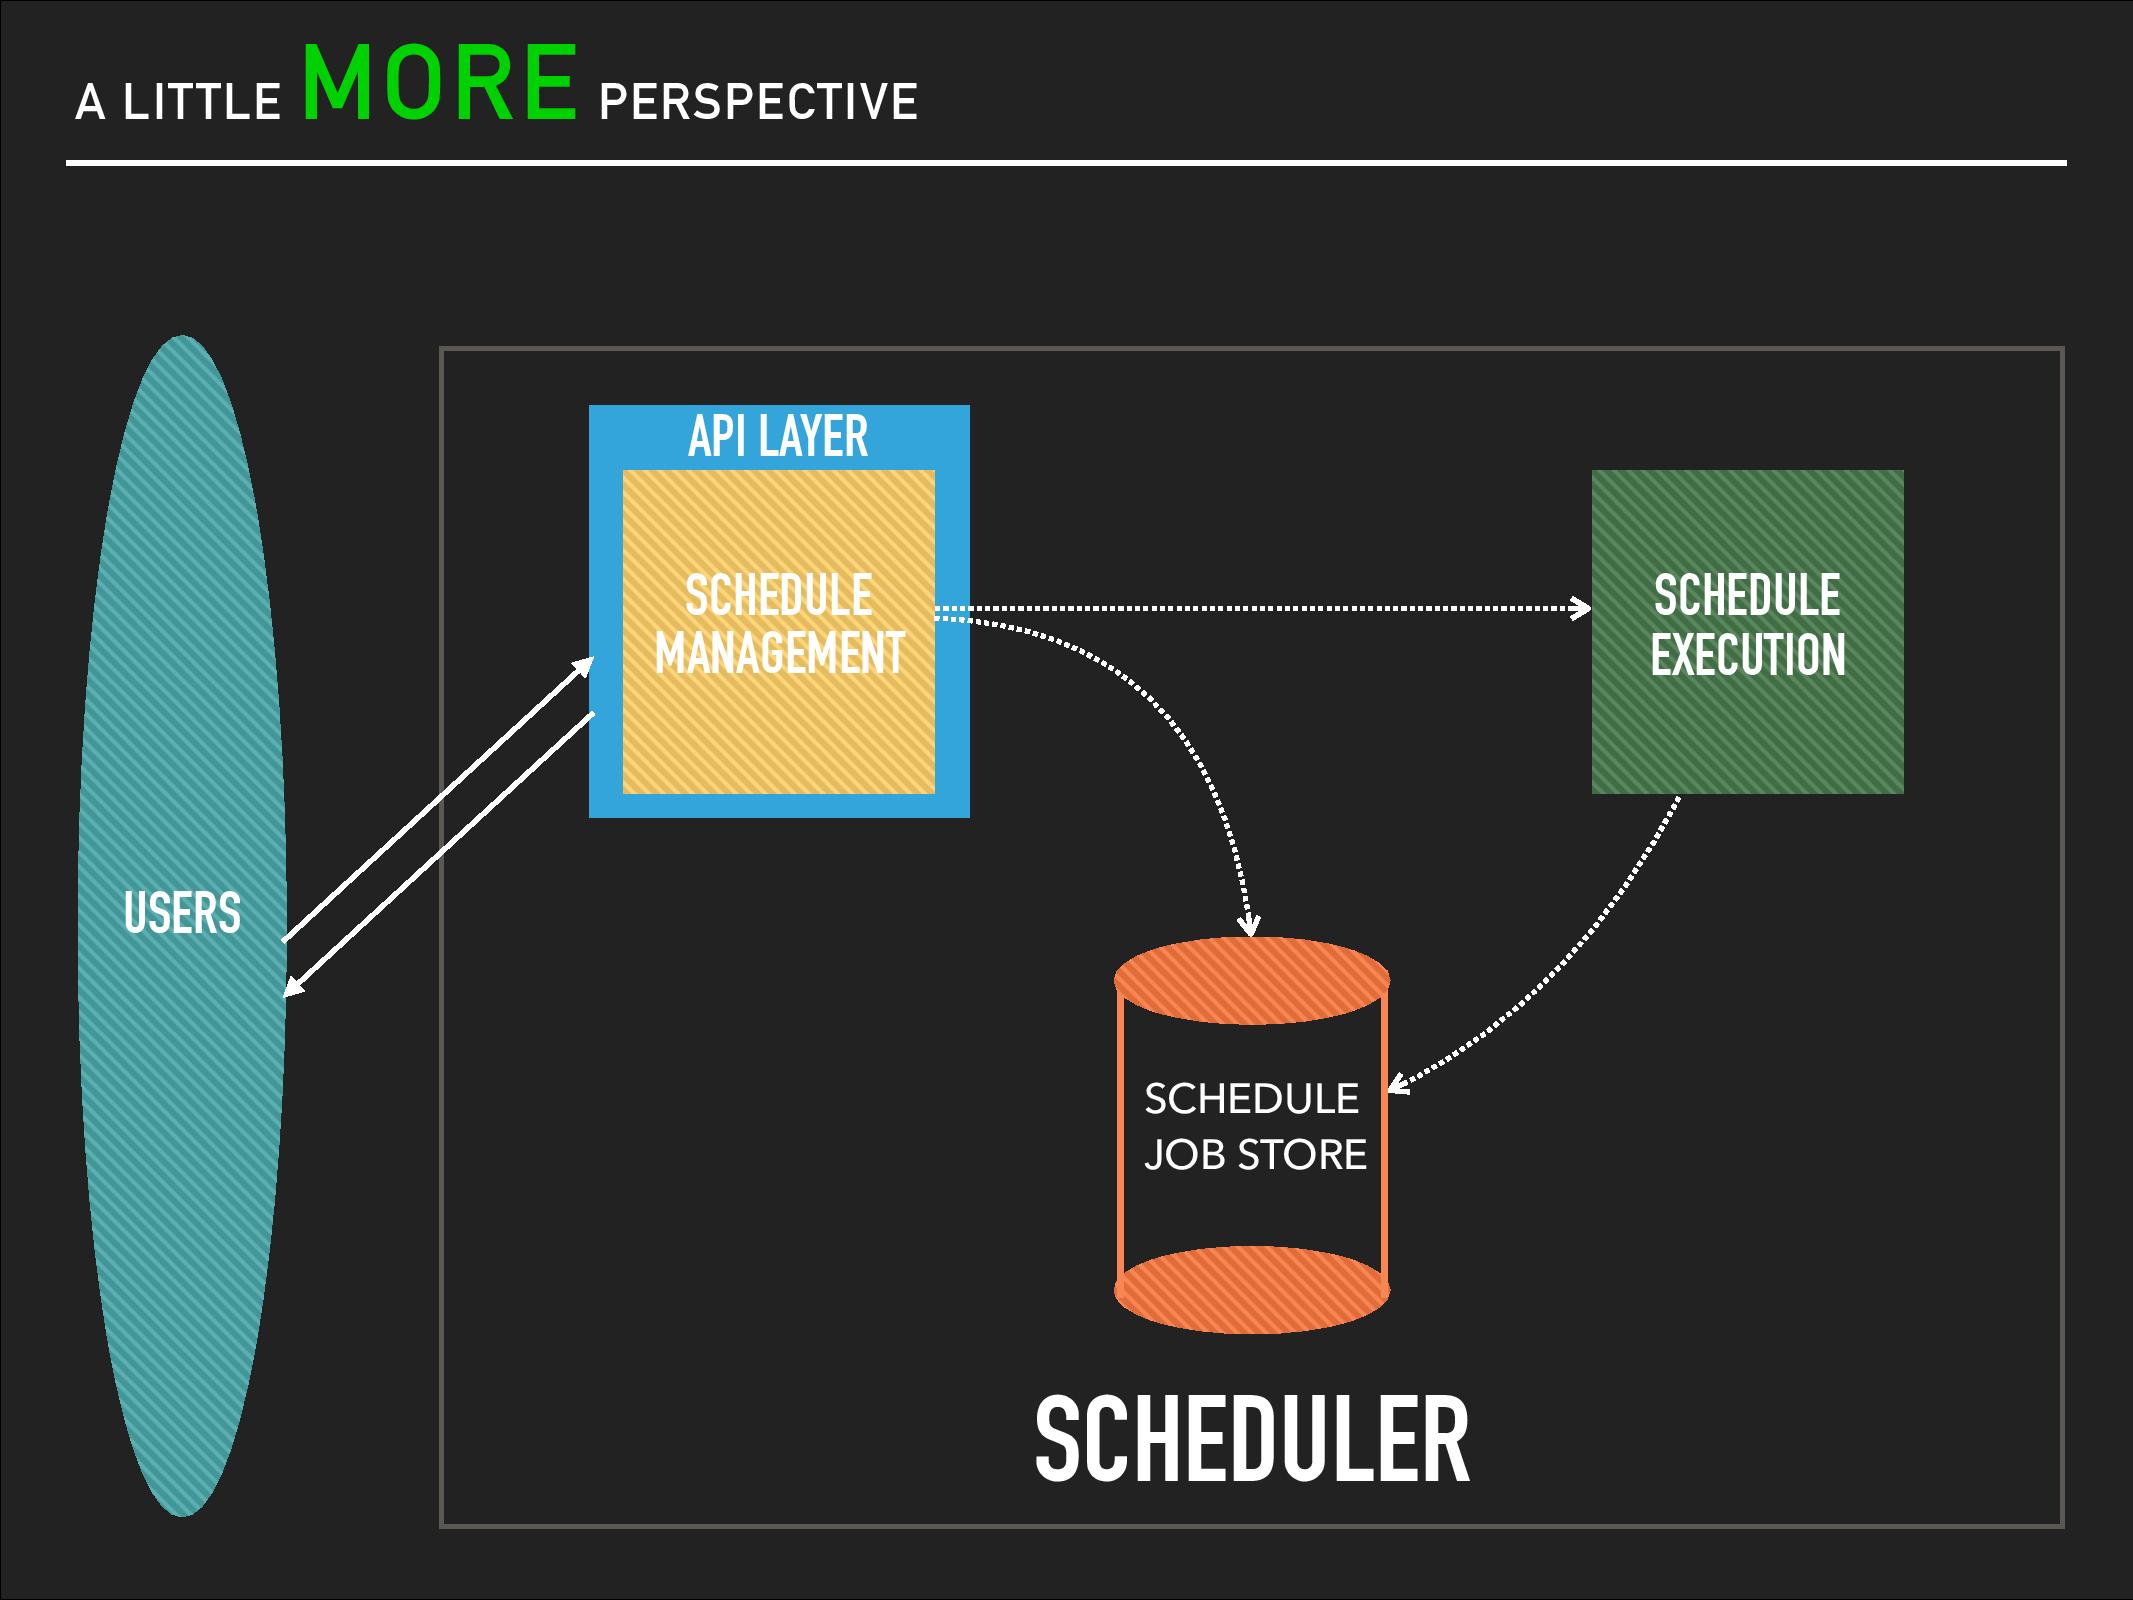 A LITTLE MORE PERSPECTIVE
API LAYER
SCHEDULE
MANAGEMENT
SCHEDULE
EXECUTION
USERS
SCHEDULE
JOB STORE
SCHEDULER